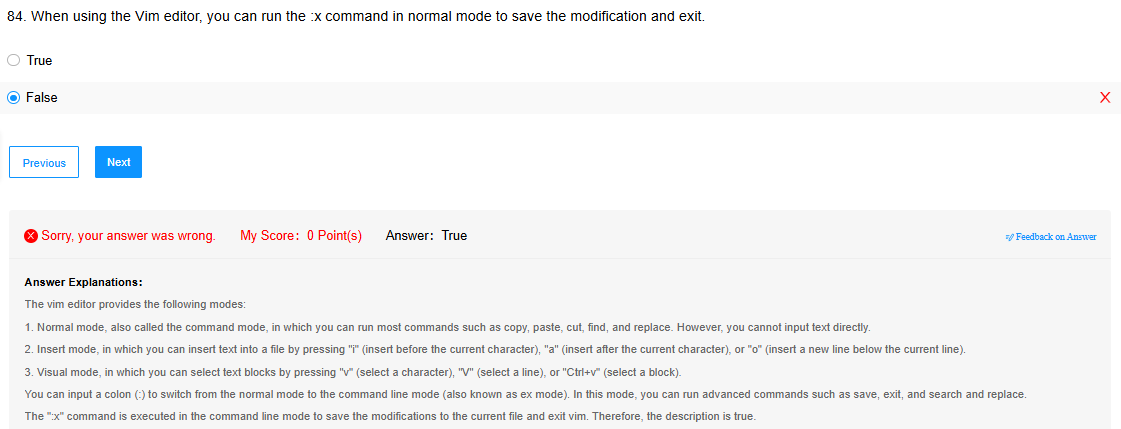 84. When using the Vim editor, you can run the :x command in normal mode to save the modification and exit.
True
False
X
Previous
Next
Sorry, your answer was wrong. My Score: 0 Point(s) Answer: True
Feedback on Answer
Answer Explanations:
The vim editor provides the following modes:
1. Normal mode, also called the command mode, in which you can run most commands such as copy, paste, cut, find, and replace. However, you cannot input text directly.
2. Insert mode, in which you can insert text into a file by pressing "i" (insert before the current character), "a" (insert after the current character), or "o" (insert a new line below the current line).
3. Visual mode, in which you can select text blocks by pressing "v" (select a character), "V" (select a line), or "Ctrl+v" (select a block).
You can input a colon (:) to switch from the normal mode to the command line mode (also known as ex mode). In this mode, you can run advanced commands such as save, exit, and search and replace.
The ":x" command is executed in the command line mode to save the modifications to the current file and exit vim. Therefore, the description is true.